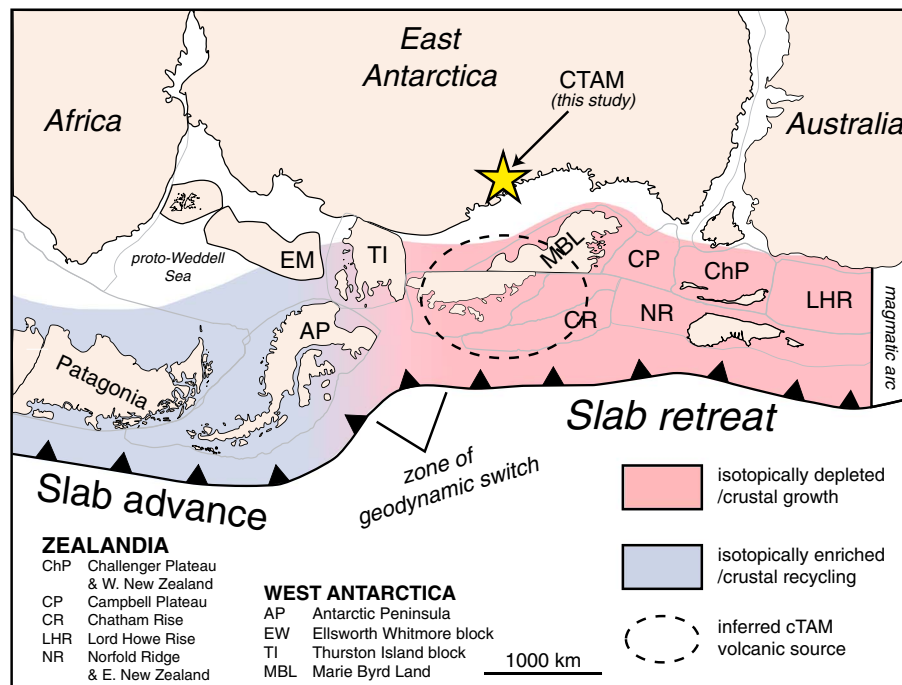 East
Antarctica
CTAM
(this study)
Africa
Australia
proto-Weddell
Sea
EM
TI
MBL
CP
ChP
LHR
AP
CR
NR
magmatic arc
Patagonia
Slab retreat
zone of
geodynamic switch
Slab advance
isotopically depleted
/crustal growth
isotopically enriched
/crustal recycling
inferred cTAM
volcanic source
ZEALANDIA
ChP Challenger Plateau
& W. New Zealand
CP Campbell Plateau
CR Chatham Rise
LHR Lord Howe Rise
NR Norfold Ridge
& E. New Zealand
WEST ANTARCTICA
AP Antarctic Peninsula
EW Ellsworth Whitmore block
TI Thurston Island block
MBL Marie Byrd Land
1000 km